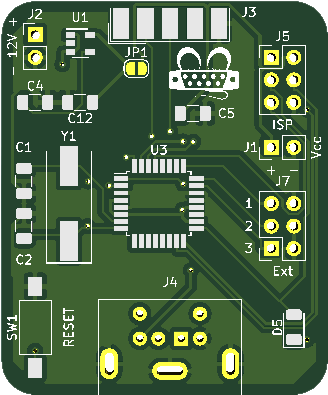 J2
U1
J3
12V
+
-
J5
JP1
C4
C12
C5
ISP
Y1
C1
U3
J1
Vcc
+ -
J7
1
2
3
C2
Ext
J4
SW1
RESET
D5